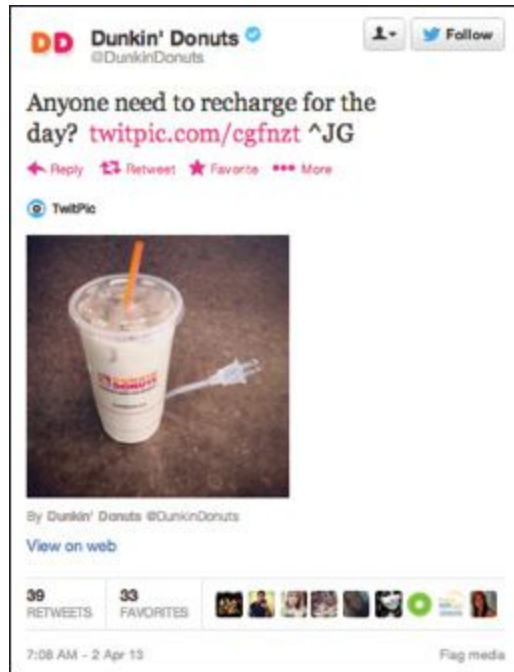 DD Dunkin' Donuts
@DunkinDonuts
Follow
Anyone need to recharge for the
day? twitpic.com/cgfnzt ^JG
Reply Retweet Favorite More
TwitPic
DUNKIN'
DONUTS
By Dunkin' Donuts @DunkinDonuts
View on web
39
RETWEETS
33
FAVORITES
7:08 AM - 2 Apr 13
Flag media